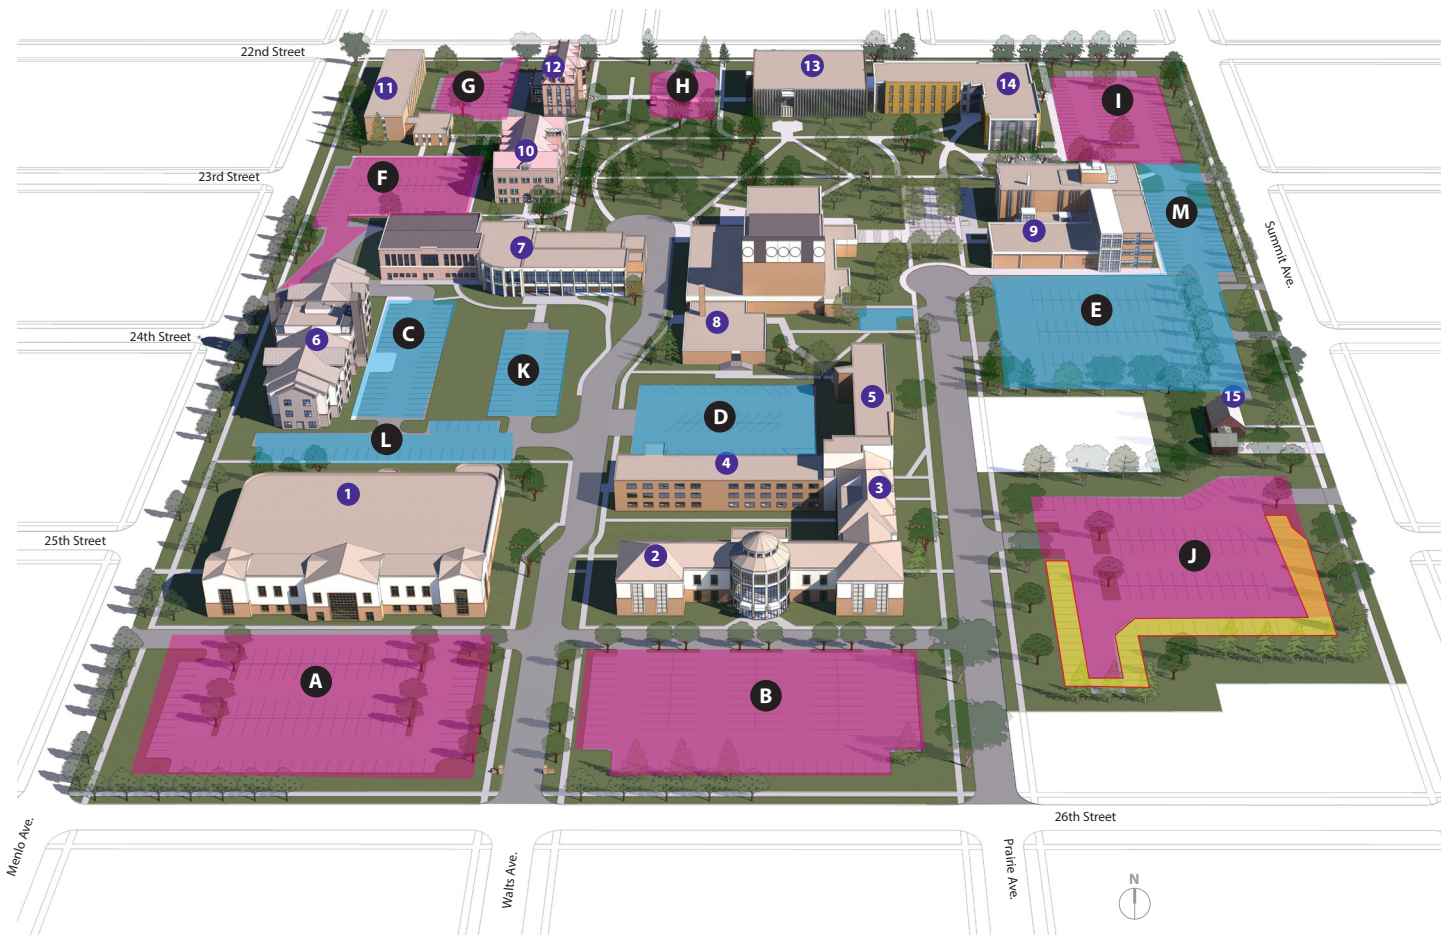 22nd Street
12
13
11
G
H
14
I
10
23rd Street
F
M
7
9
Summit Ave.
E
C
8
24th Street
6
K
5
15
D
L
4
1
3
25th Street
2
J
A
B
26th Street
Menlo Ave.
Walts Ave.
Prairie Ave.
N